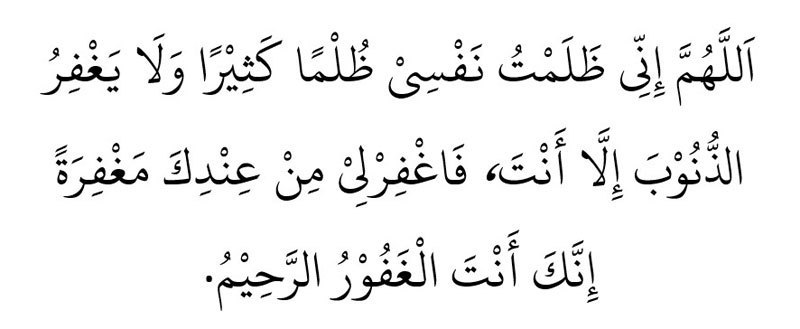 اَللَّهُمَّ إِنِّي ظَلَمْتُ نَفْسِىْ ظُلْمًا كَثِيْرًا وَلَا يَغْفِرُ
الذُّنُوْبَ إِلَّا أَنْتَ، فَاغْفِرْلِىْ مِنْ عِنْدِكَ مَغْفِرَةً
إِنَّكَ أَنْتَ الْغَفُوْرُ الرَّحِيْمُ.